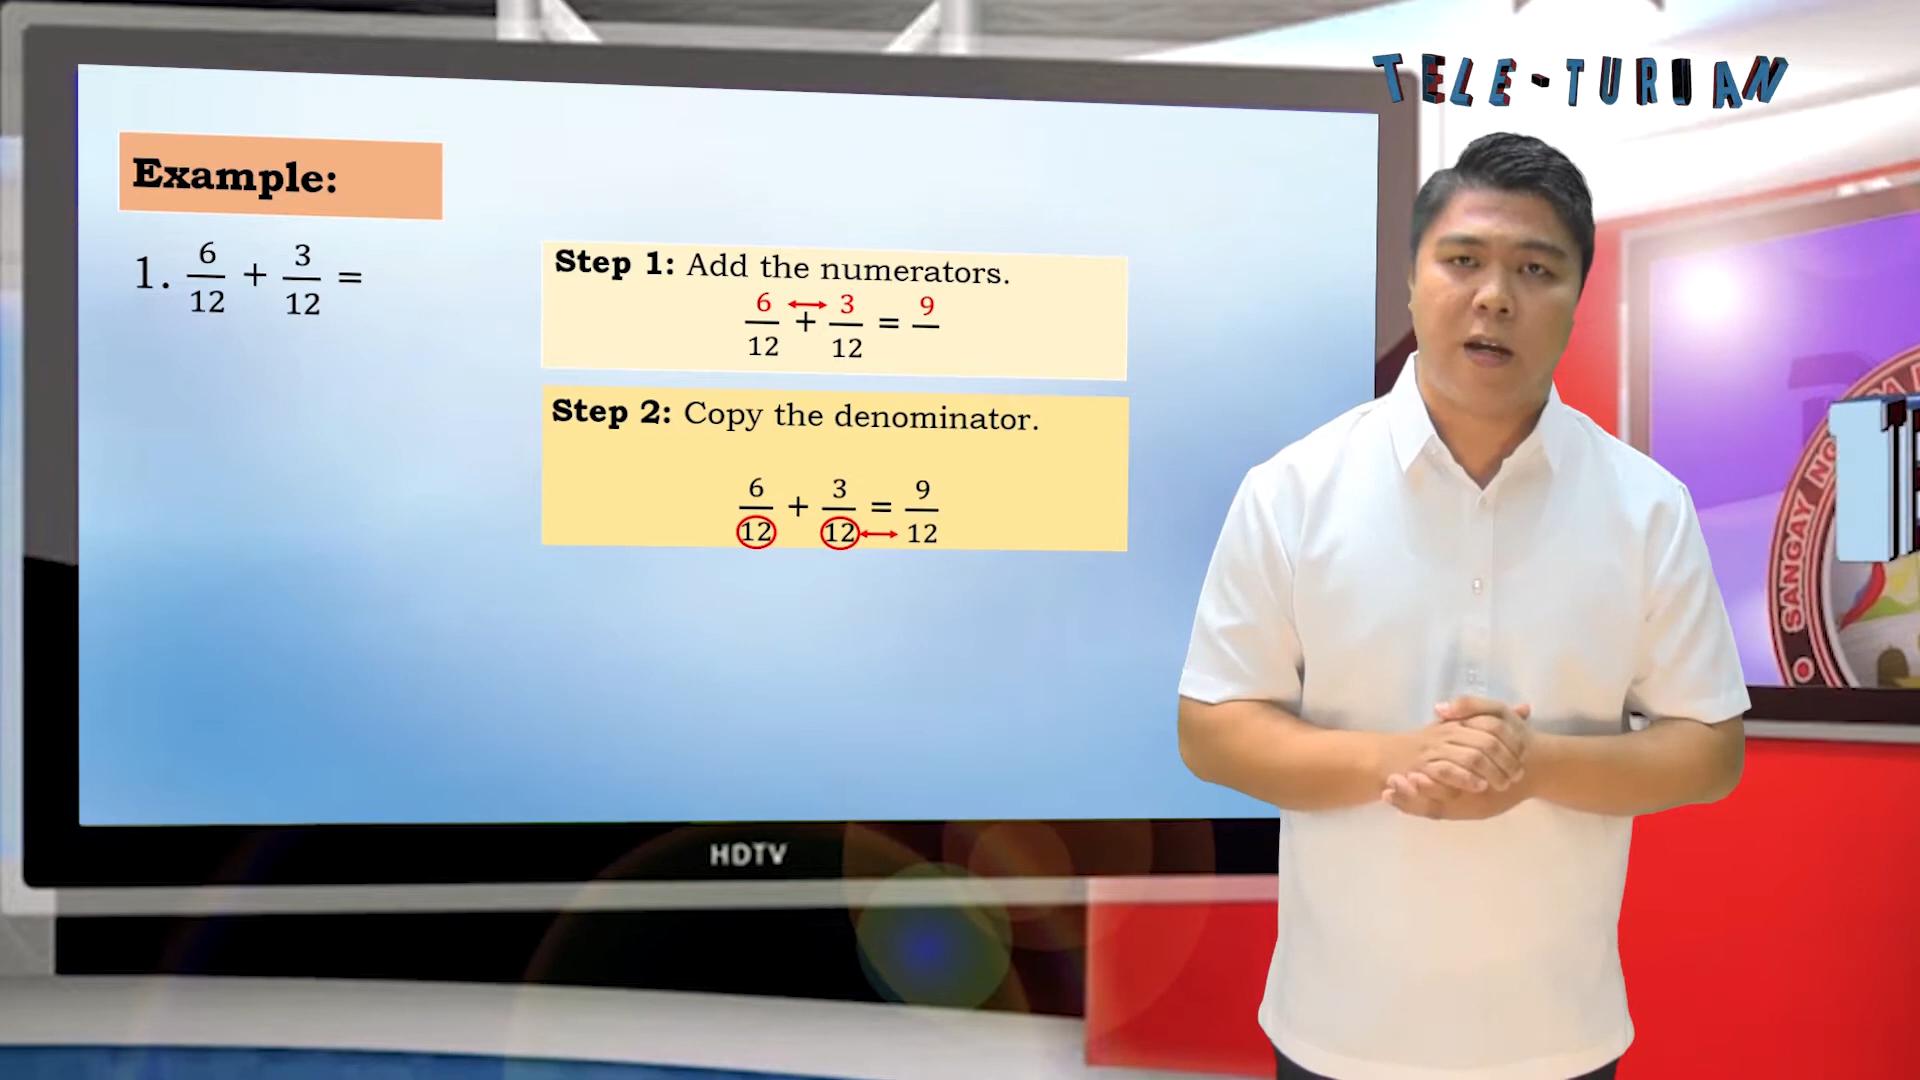 TELE-TURUAN
Example:
1. 6/12 + 3/12 =
Step 1: Add the numerators.
6/12 ↔ + 3/12 = 9/
Step 2: Copy the denominator.
6/12 + 3/12 ↔ = 9/12
SANGAY NG
HDTV